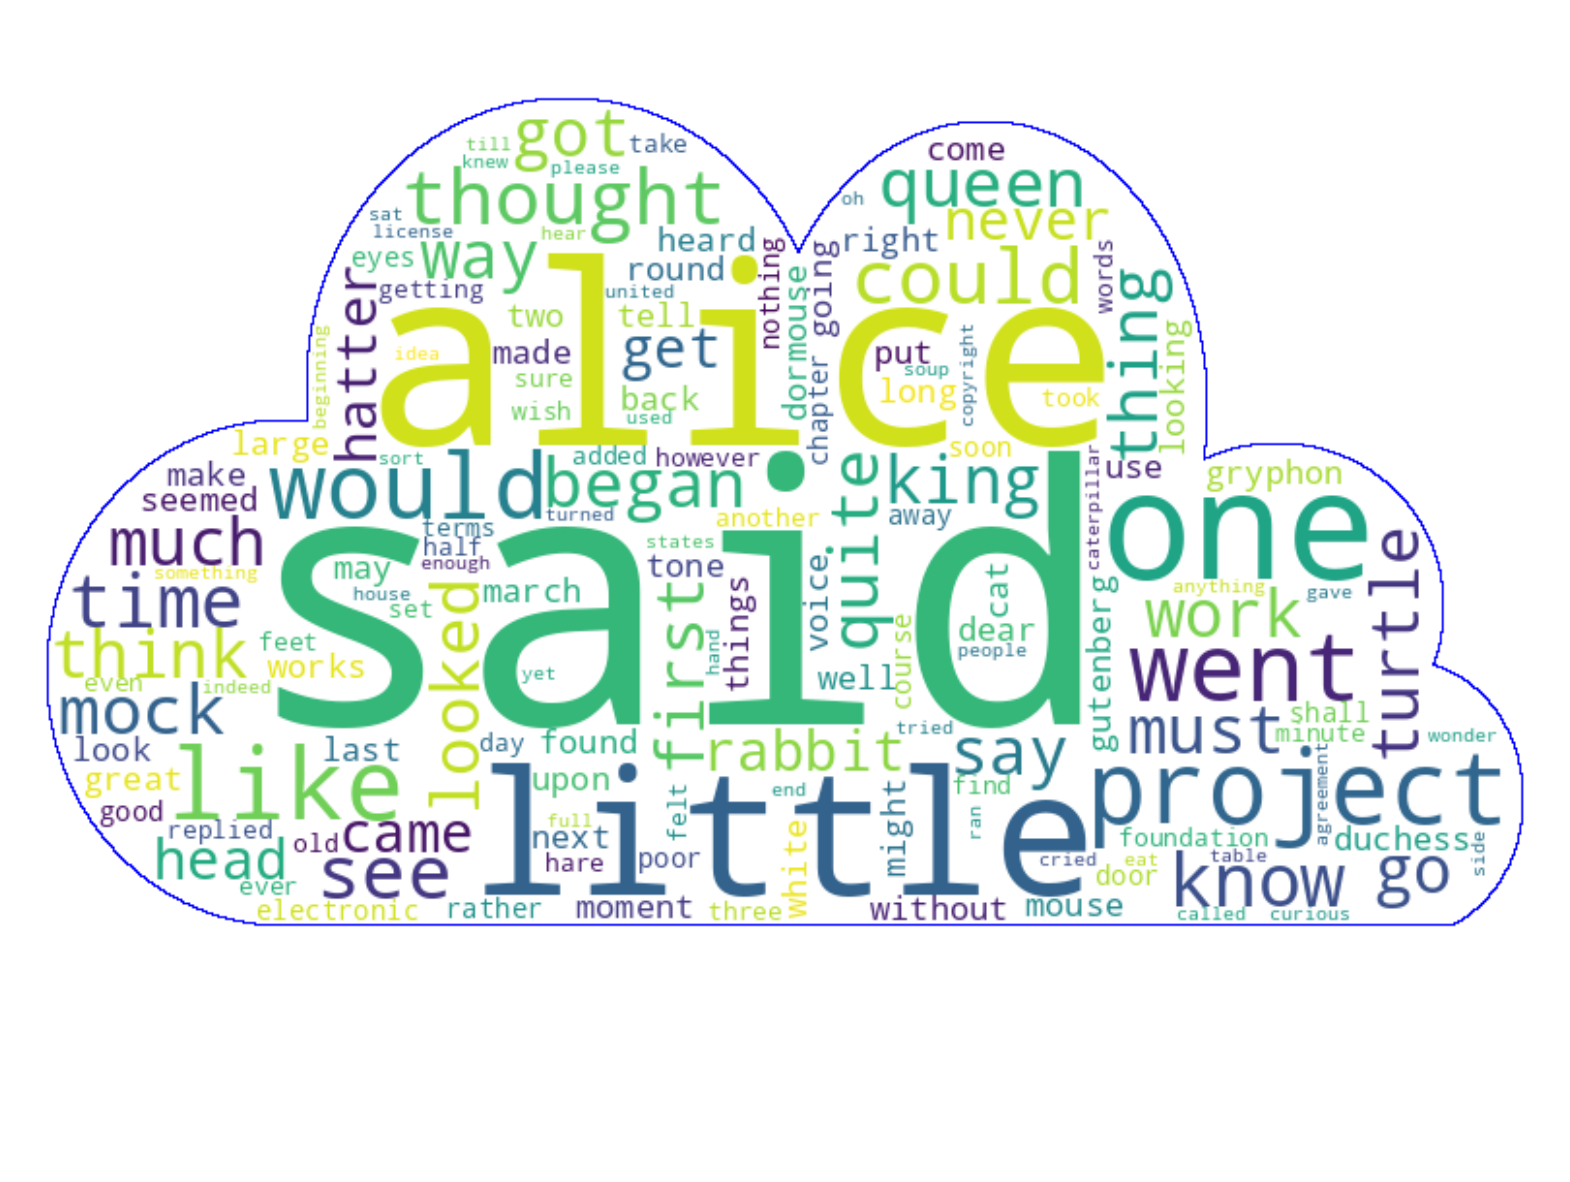 got
till
take
knew
please
come
queen
thought
oh
sat
license
hear
never
way
heard
right
eyes
round
nothing
going
could
words
getting
united
hatter
alice
dormouse
thing
two
tell
beginning
idea
made
get
put
soup
copyright
looking
sure
long
took
wish
back
used
chapter
large
soon
sort
added
however
make
would
began
king
use
gryphon
seemed
turned
another
quite
away
caterpillar
one
much
terms
half
enough
states
tone
said
something
may
house
set
march
things
voice
cat
anything
gave
time
looked
first
hand
dear
people
gutenberg
work
turtle
think
feet
works
yet
well
course
went
even
indeed
mock
shall
look
last
day
found
rabbit
tried
say
must
minute
wonder
great
like
upon
felt
end
find
project
agreement
good
replied
old
came
full
next
little
might
ran
foundation
duchess
side
head
see
hare
poor
white
cried
eat
table
door
know
go
ever
electronic
rather
moment
three
without
mouse
called
curious